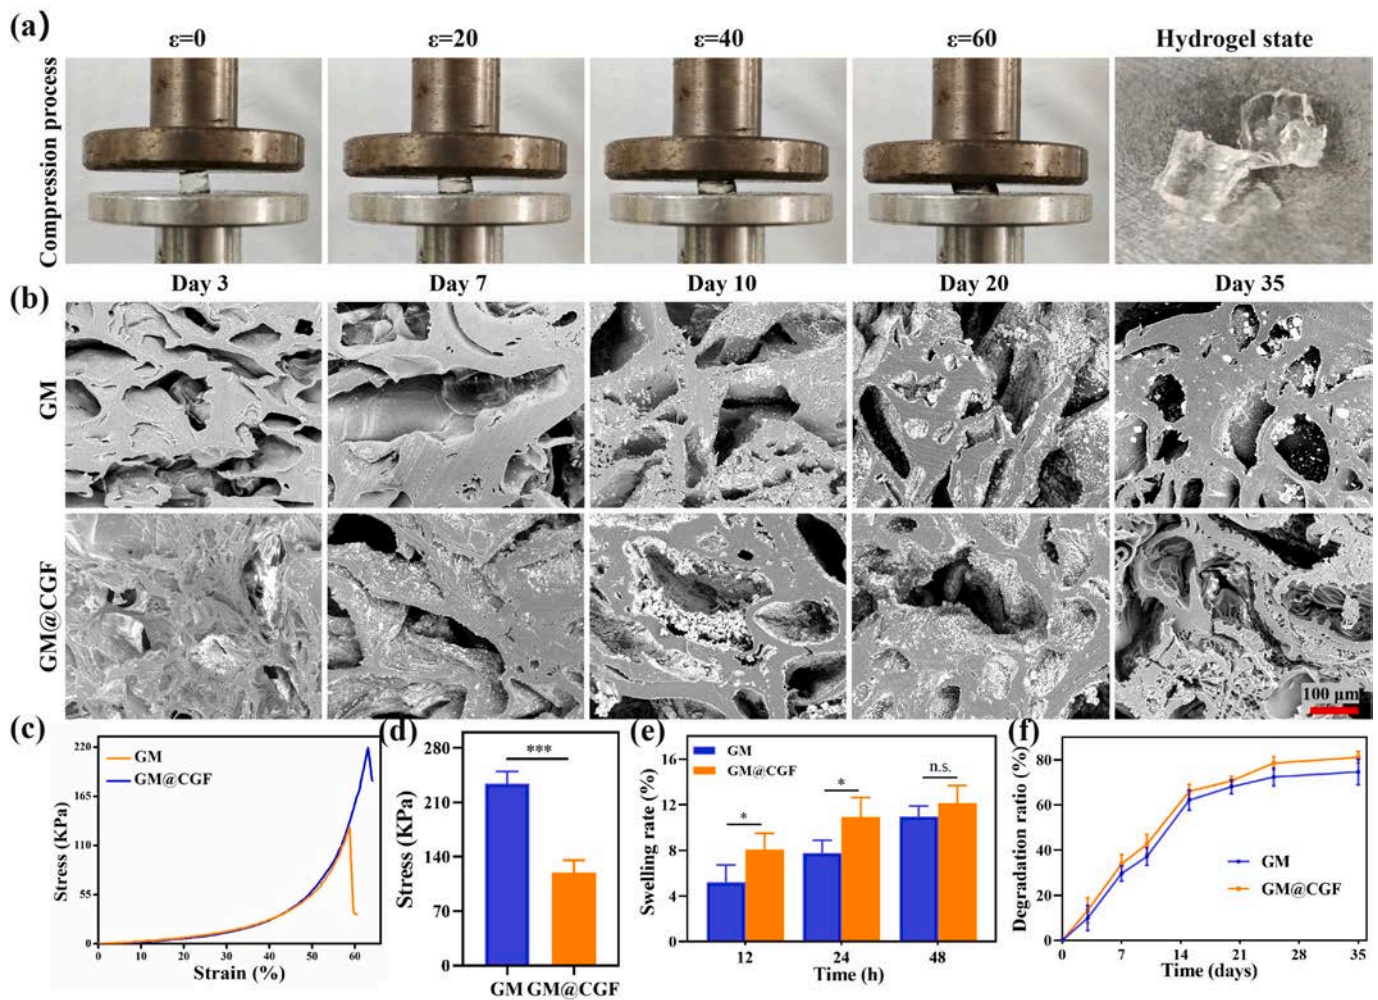 (a)
ε=0 ε=20 ε=40 ε=60 Hydrogel state
Compression process
Day 3 Day 7 Day 10 Day 20 Day 35
(b)
GM
GM@CGF
100 μm
(c)
GM
GM@CGF
Stress (KPa)
220
165
110
55
0
0 10 20 30 40 50 60
Strain (%)
(d)
***
Stress (KPa)
280
210
140
70
0
GM GM@CGF
(e)
GM
GM@CGF
* * n.s.
Swelling rate (%)
16
12
8
4
0
12 24 48
Time (h)
(f)
Degradation ratio (%)
80
60
40
20
0
GM
GM@CGF
0 7 14 21 28 35
Time (days)